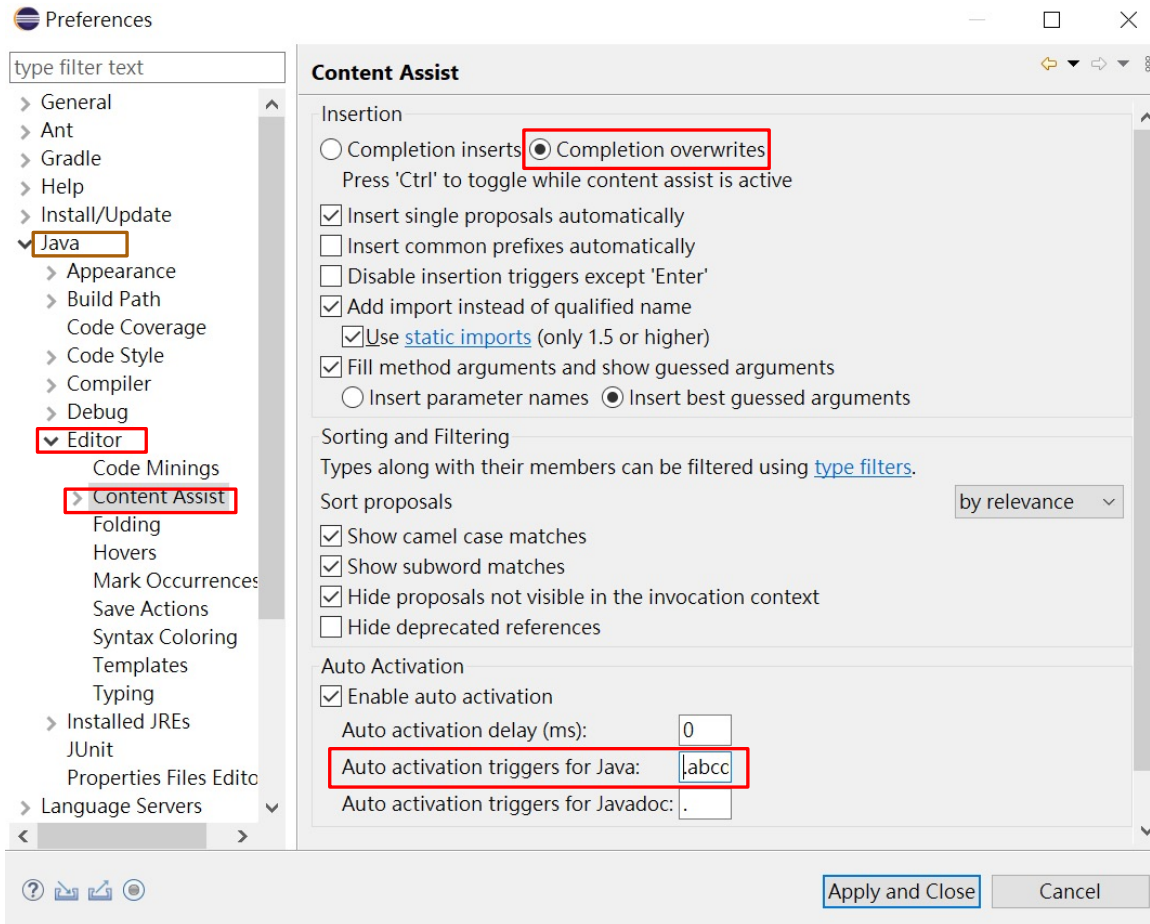 Preferences
type filter text
General
Ant
Gradle
Help
Install/Update
Java
Appearance
Build Path
Code Coverage
Code Style
Compiler
Debug
Editor
Code Minings
Content Assist
Folding
Hovers
Mark Occurrences
Save Actions
Syntax Coloring
Templates
Typing
Installed JREs
JUnit
Properties Files Edito
Language Servers
Content Assist
Insertion
Completion inserts Completion overwrites
Press 'Ctrl' to toggle while content assist is active
Insert single proposals automatically
Insert common prefixes automatically
Disable insertion triggers except 'Enter'
Add import instead of qualified name
Use static imports (only 1.5 or higher)
Fill method arguments and show guessed arguments
Insert parameter names Insert best guessed arguments
Sorting and Filtering
Types along with their members can be filtered using type filters.
Sort proposals by relevance
Show camel case matches
Show subword matches
Hide proposals not visible in the invocation context
Hide deprecated references
Auto Activation
Enable auto activation
Auto activation delay (ms): 0
Auto activation triggers for Java: .abcc
Auto activation triggers for Javadoc: .
Apply and Close Cancel